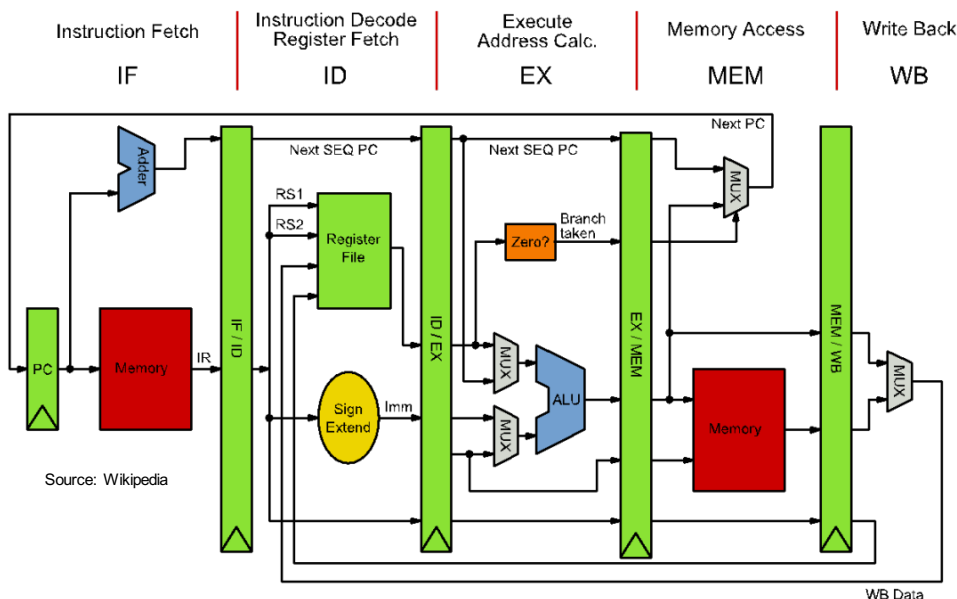 Instruction Fetch
Instruction Decode
Register Fetch
Execute
Address Calc.
Memory Access
Write Back
IF
ID
EX
MEM
WB
Next PC
Adder
Next SEQ PC
Next SEQ PC
MUX
RS1
RS2
Register
File
Branch
taken
Zero?
IF / ID
ID / EX
EX / MEM
MEM / WB
PC
Memory
IR
MUX
ALU
MUX
Sign
Extend
Imm
MUX
Memory
Source: Wikipedia
WB Data